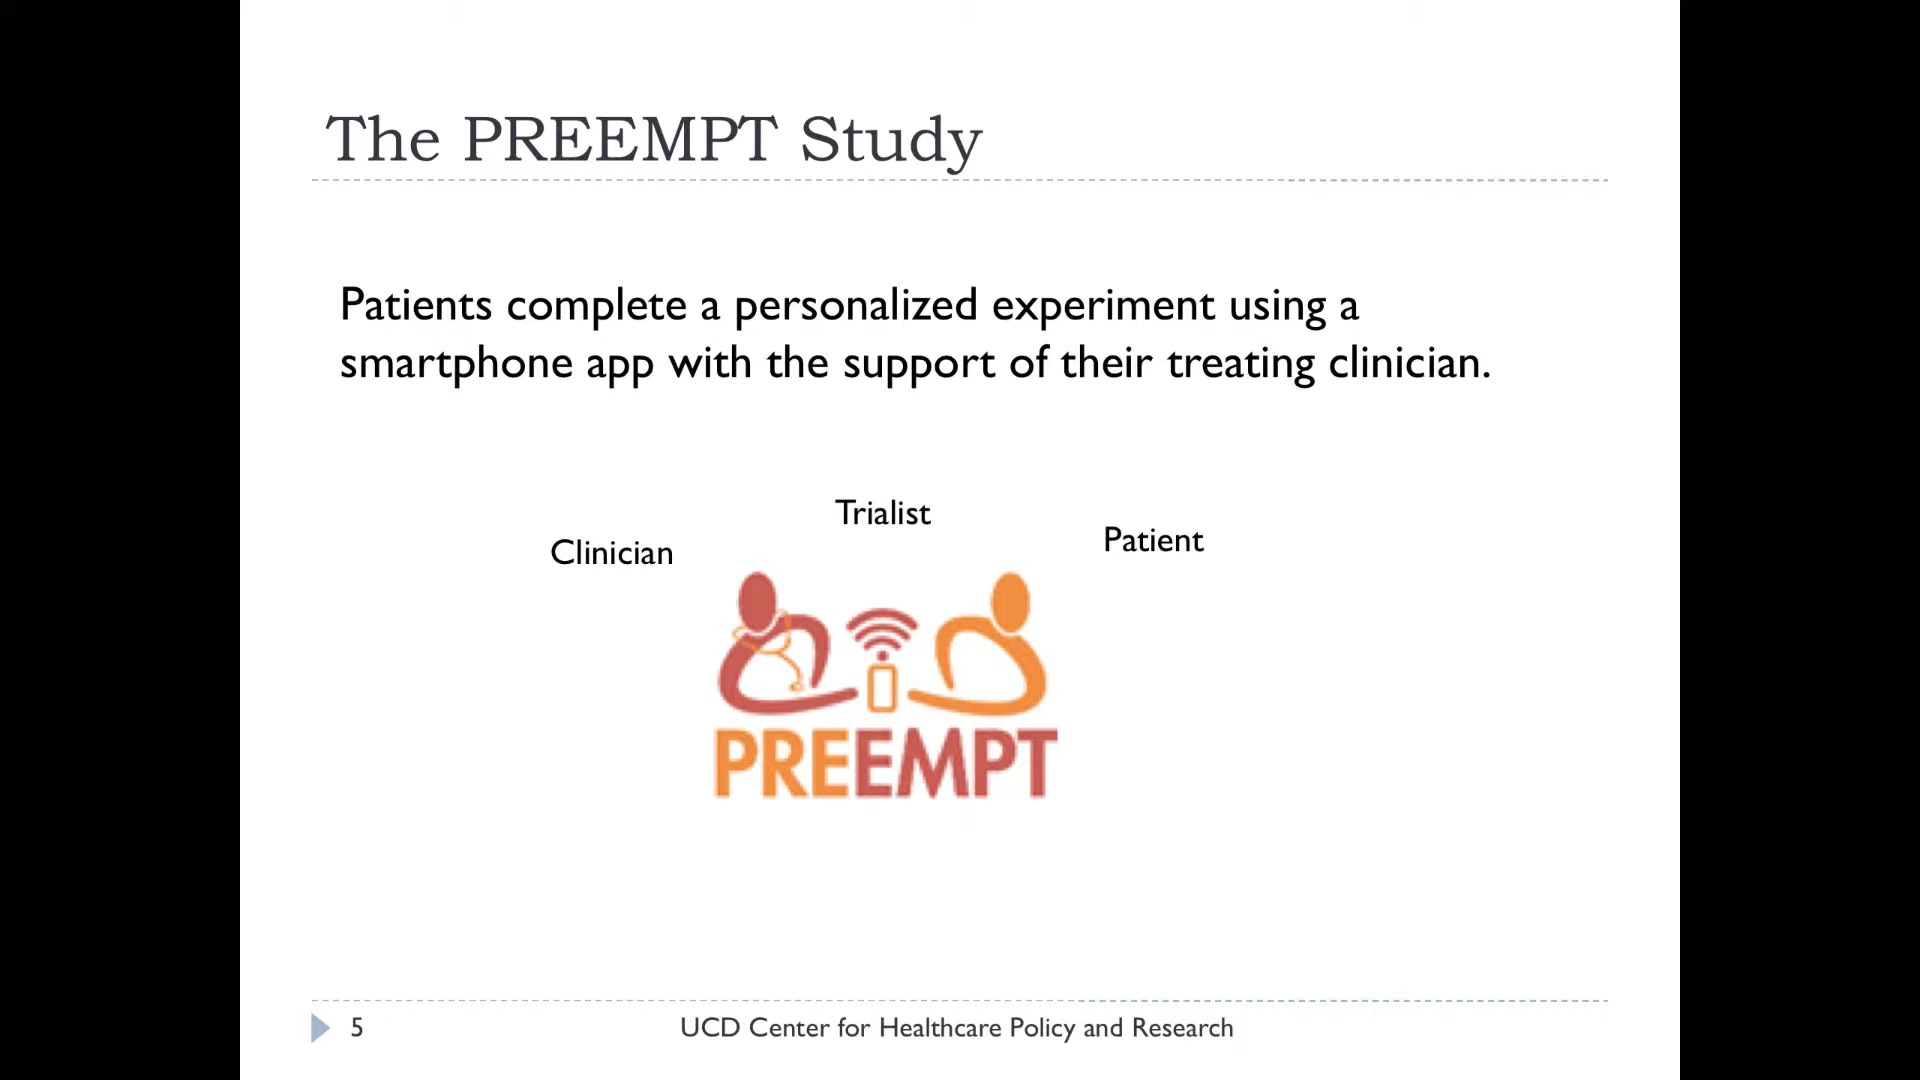 The PREEMPT Study
Patients complete a personalized experiment using a
smartphone app with the support of their treating clinician.
Trialist
Clinician
Patient
PREEMPT
5
UCD Center for Healthcare Policy and Research